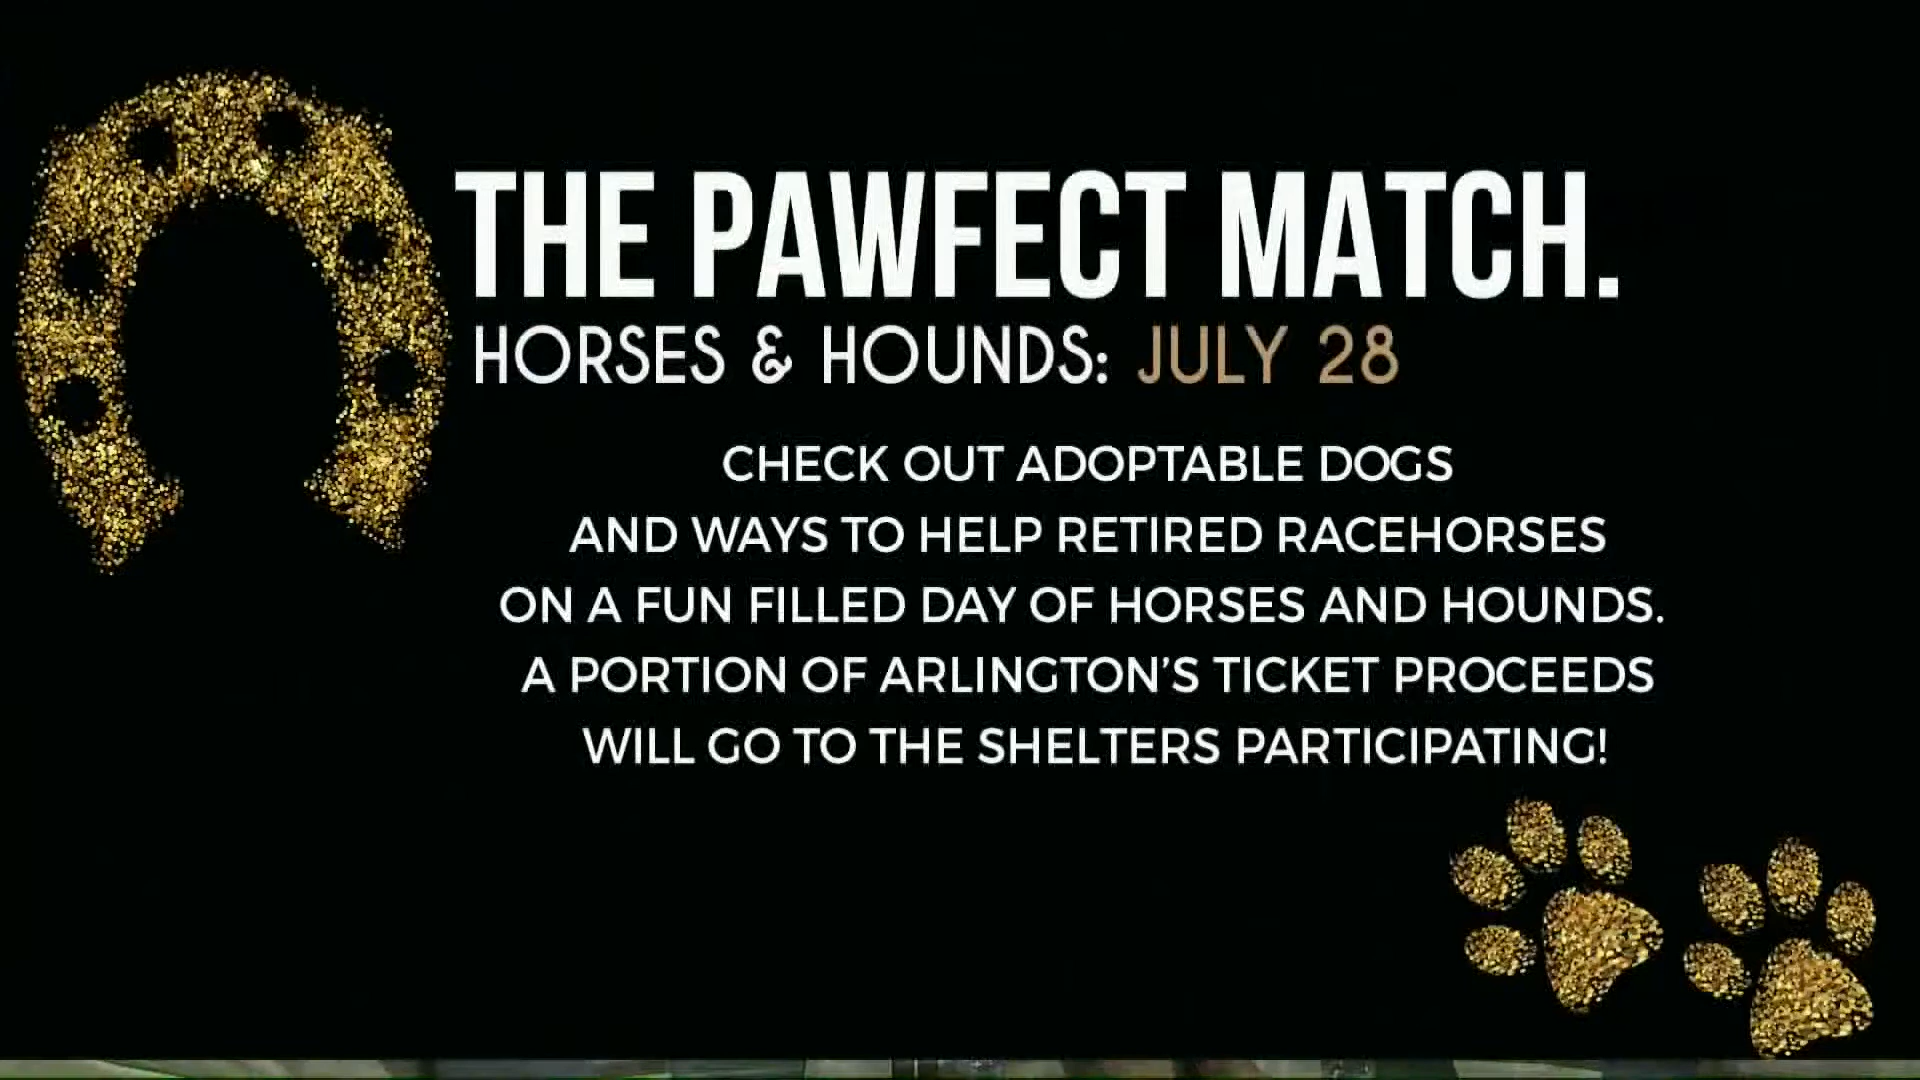 THE PAWFECT MATCH.
HORSES & HOUNDS: JULY 28
CHECK OUT ADOPTABLE DOGS
AND WAYS TO HELP RETIRED RACEHORSES
ON A FUN FILLED DAY OF HORSES AND HOUNDS.
A PORTION OF ARLINGTON’S TICKET PROCEEDS
WILL GO TO THE SHELTERS PARTICIPATING!